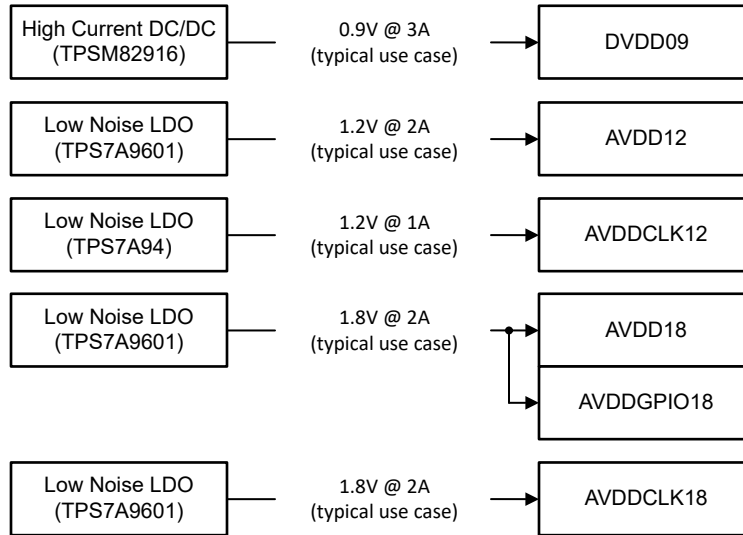 High Current DC/DC
(TPSM82916)
0.9V @ 3A
(typical use case)
DVDD09
Low Noise LDO
(TPS7A9601)
1.2V @ 2A
(typical use case)
AVDD12
Low Noise LDO
(TPS7A94)
1.2V @ 1A
(typical use case)
AVDDCLK12
Low Noise LDO
(TPS7A9601)
1.8V @ 2A
(typical use case)
AVDD18
AVDDGPIO18
Low Noise LDO
(TPS7A9601)
1.8V @ 2A
(typical use case)
AVDDCLK18